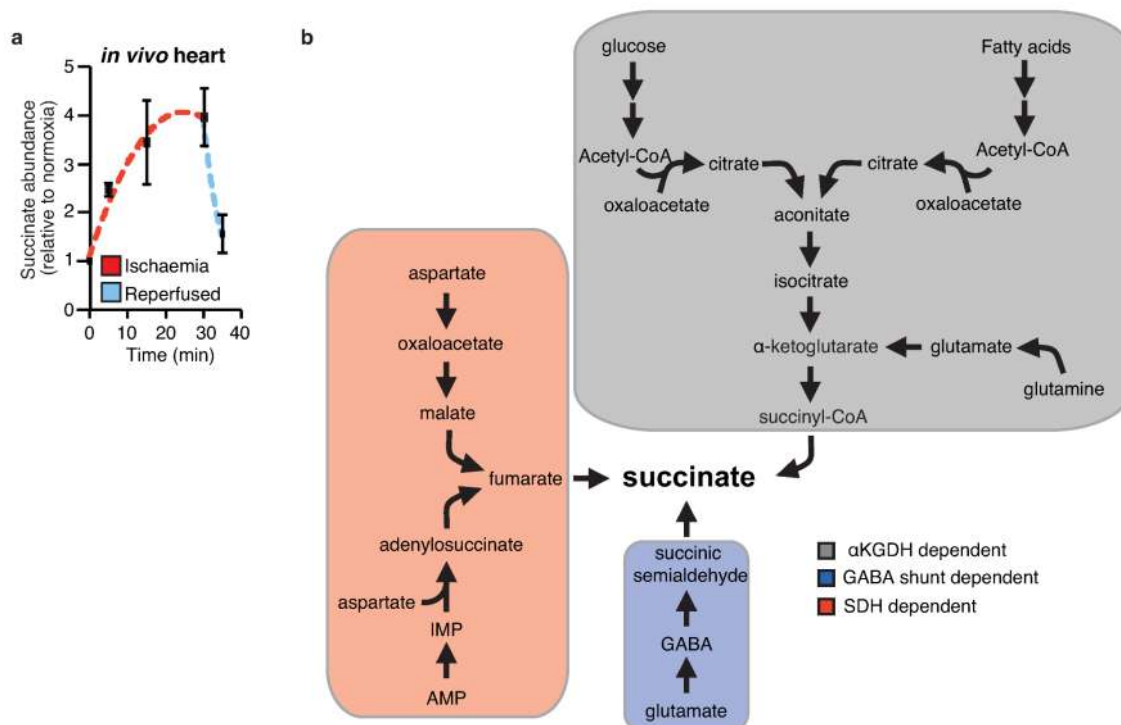 a
in vivo heart
Succinate abundance
(relative to normoxia)
5
4
3
2
1
0
Ischaemia
Reperfused
0 10 20 30 40
Time (min)
b
glucose
Fatty acids
Acetyl-CoA
citrate
citrate
Acetyl-CoA
oxaloacetate
oxaloacetate
aconitate
isocitrate
α-ketoglutarate
glutamate
glutamine
succinyl-CoA
aspartate
oxaloacetate
malate
fumarate
succinate
adenylosuccinate
aspartate
IMP
AMP
succinic
semialdehyde
GABA
glutamate
αKGDH dependent
GABA shunt dependent
SDH dependent